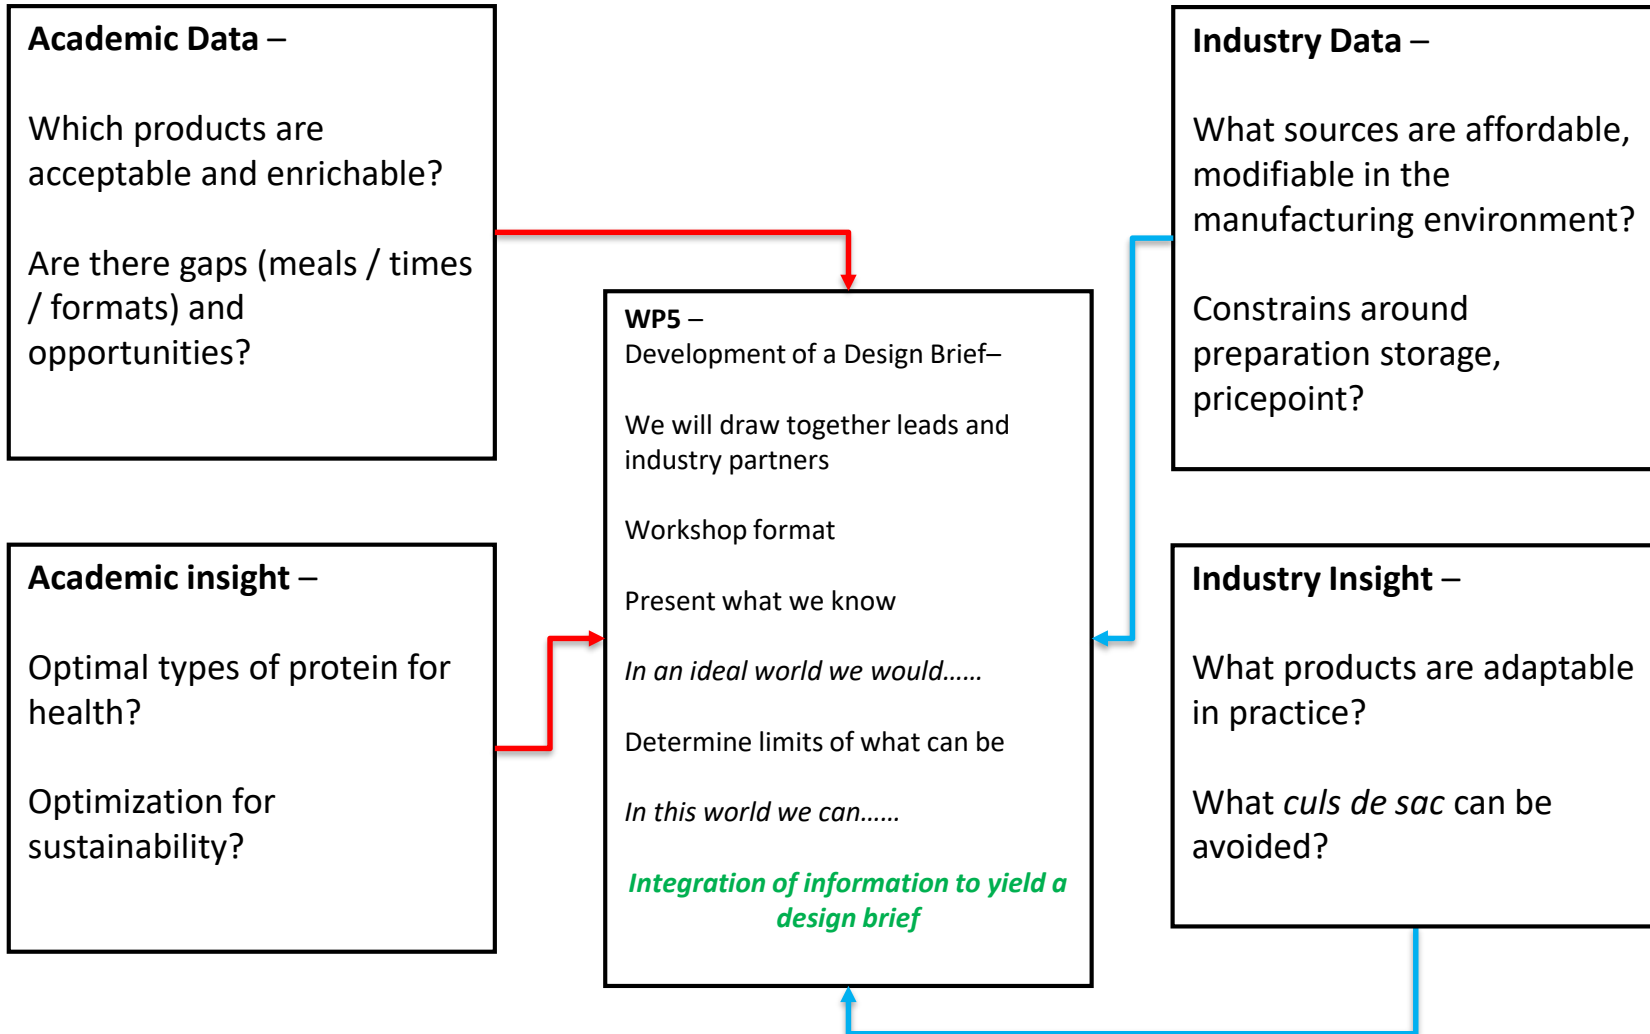 Academic Data –
Which products are
acceptable and enrichable?
Are there gaps (meals / times
/ formats) and
opportunities?
Academic insight –
Optimal types of protein for
health?
Optimization for
sustainability?
WP5 –
Development of a Design Brief–
We will draw together leads and
industry partners
Workshop format
Present what we know
In an ideal world we would……
Determine limits of what can be
In this world we can……
Integration of information to yield a
design brief
Industry Data –
What sources are affordable,
modifiable in the
manufacturing environment?
Constrains around
preparation storage,
pricepoint?
Industry Insight –
What products are adaptable
in practice?
What culs de sac can be
avoided?